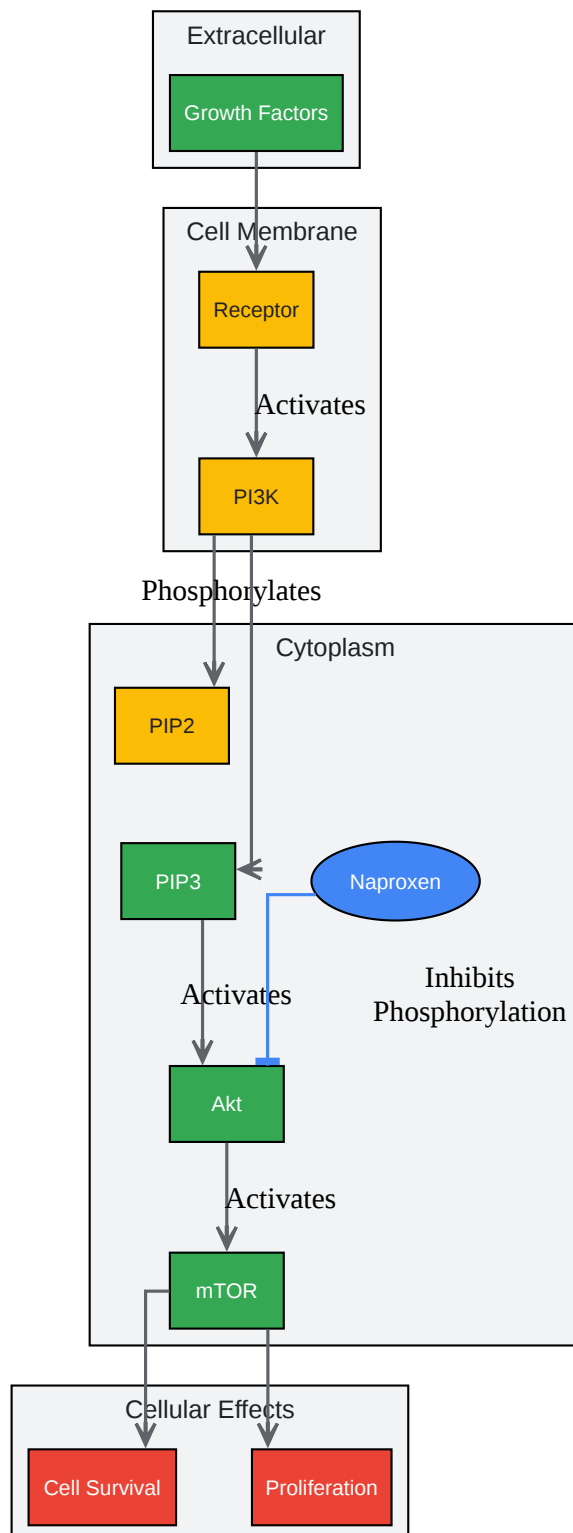 Extracellular
Growth Factors
Cell Membrane
Receptor
Activates
PI3K
Phosphorylates
Cytoplasm
PIP2
PIP3
Naproxen
Activates
Inhibits
Phosphorylation
Akt
Activates
mTOR
Cellular Effects
Cell Survival
Proliferation